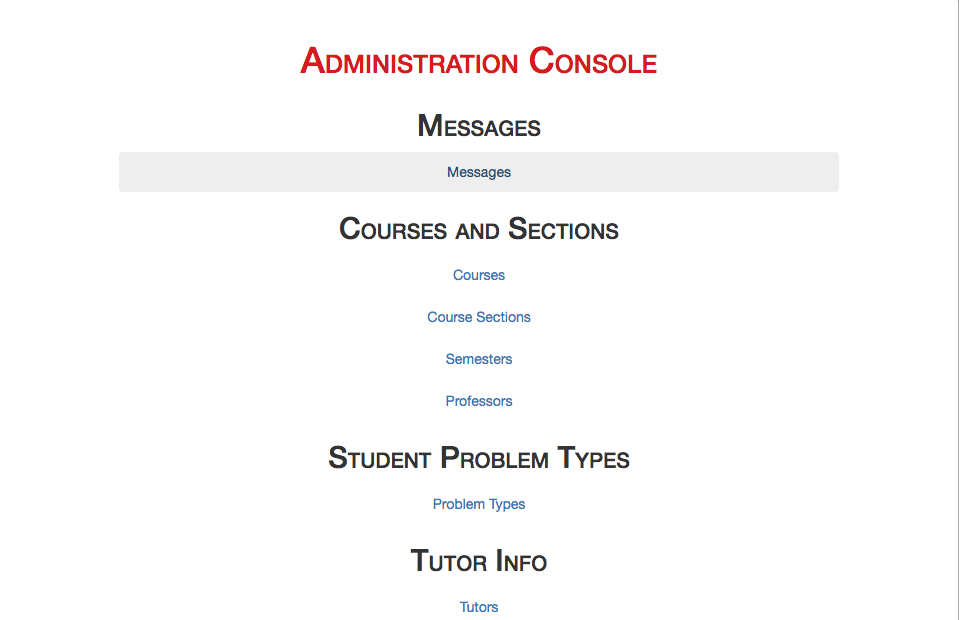 Administration Console
Messages
Messages
Courses and Sections
Courses
Course Sections
Semesters
Professors
Student Problem Types
Problem Types
Tutor Info
Tutors